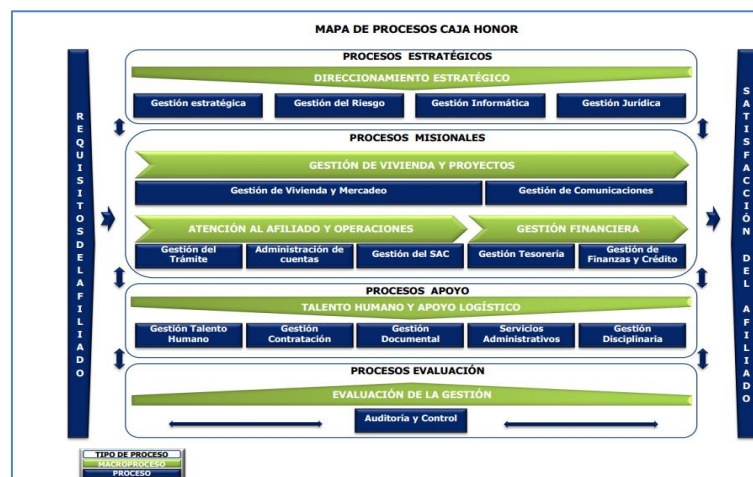 MAPA DE PROCESOS CAJA HONOR
REQUISITOS DEL AFILIADO
PROCESOS ESTRATÉGICOS
DIRECCIONAMIENTO ESTRATÉGICO
Gestión estratégica
Gestión del Riesgo
Gestión Informática
Gestión Jurídica
PROCESOS MISIONALES
GESTIÓN DE VIVIENDA Y PROYECTOS
Gestión de Vivienda y Mercadeo
Gestión de Comunicaciones
ATENCIÓN AL AFILIADO Y OPERACIONES
GESTIÓN FINANCIERA
Gestión del
Trámite
Administración de
cuentas
Gestión del SAC
Gestión Tesorería
Gestión de
Finanzas y Crédito
PROCESOS APOYO
TALENTO HUMANO Y APOYO LOGÍSTICO
Gestión Talento
Humano
Gestión
Contratación
Gestión
Documental
Servicios
Administrativos
Gestión
Disciplinaria
PROCESOS EVALUACIÓN
EVALUACIÓN DE LA GESTIÓN
Auditoría y Control
SATISFACCIÓN DEL AFILIADO
TIPO DE PROCESO
MACROPROCESO
PROCESO